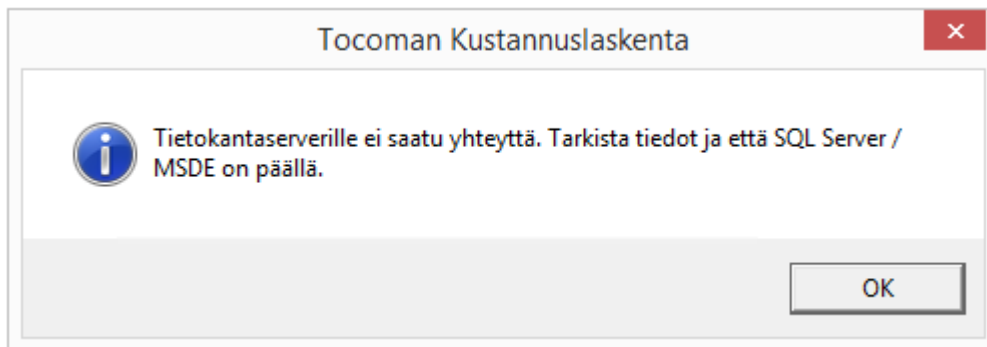 Tocoman Kustannuslaskenta
Tietokantaserverille ei saatu yhteyttä. Tarkista tiedot ja että SQL Server /
MSDE on päällä.
OK